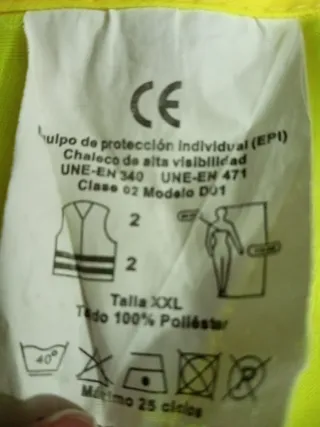 CE
uipo de protección individual (EPI)
Chaleco de alta visibilidad
UNE-EN 340 UNE-EN 471
Clase 02 Modelo D01
2
2
Talla XXL
Tejido 100% Poliéster
40°
P
Máximo 25 ciclos